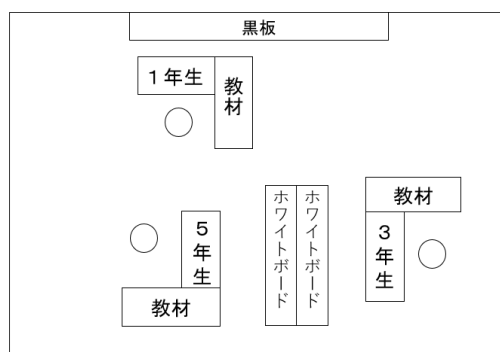 黒板
１年生
教材
ホワイトボード
ホワイトボード
教材
３年生
５年生
教材